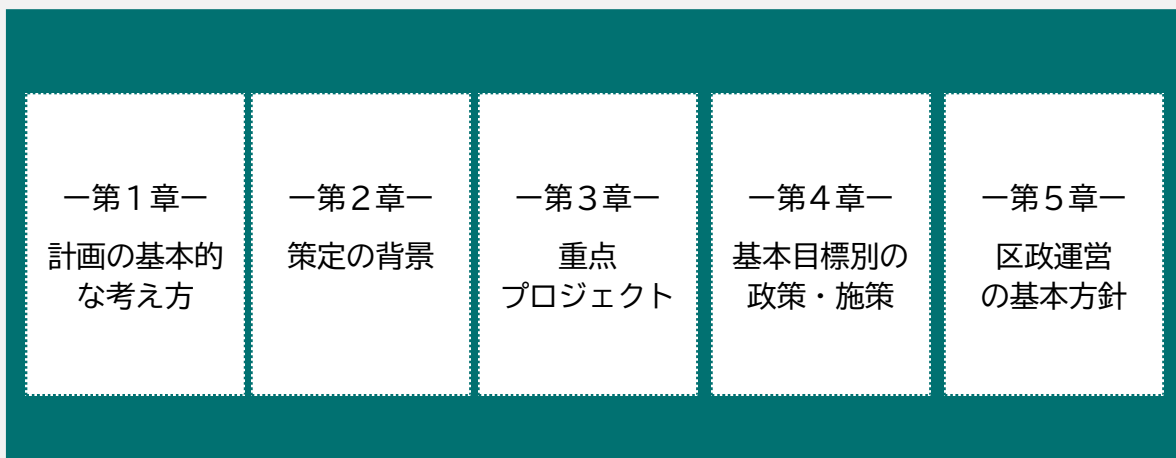 ー第１章ー
計画の基本的
な考え方
ー第２章ー
策定の背景
ー第３章ー
重点
プロジェクト
ー第４章ー
基本目標別の
政策・施策
ー第５章ー
区政運営
の基本方針